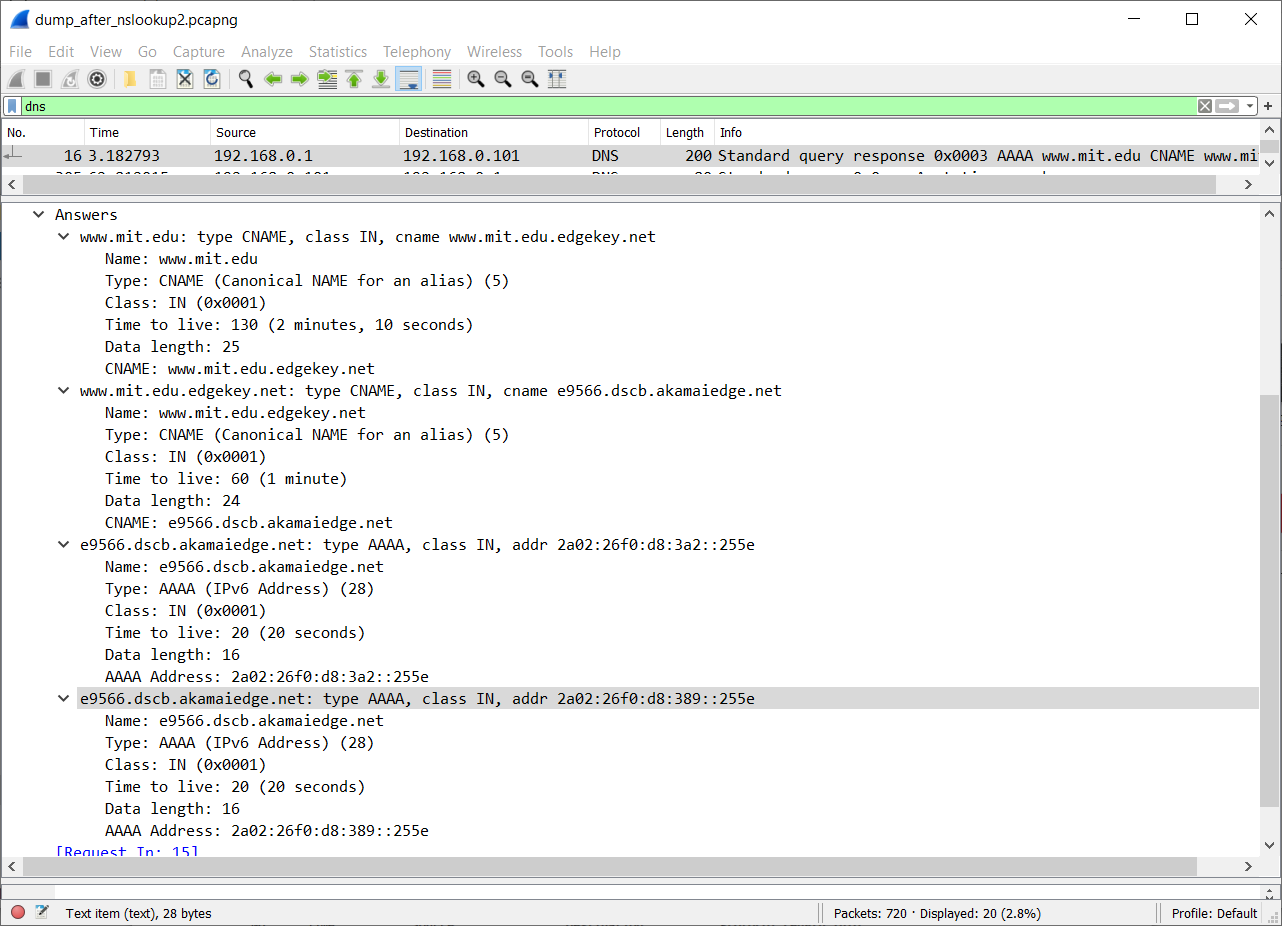 dump_after_nslookup2.pcapng
File Edit View Go Capture Analyze Statistics Telephony Wireless Tools Help
dns
No. Time Source Destination Protocol Length Info
16 3.182793 192.168.0.1 192.168.0.101 DNS 200 Standard query response 0x0003 AAAA www.mit.edu CNAME www.mi
Answers
www.mit.edu: type CNAME, class IN, cname www.mit.edu.edgekey.net
Name: www.mit.edu
Type: CNAME (Canonical NAME for an alias) (5)
Class: IN (0x0001)
Time to live: 130 (2 minutes, 10 seconds)
Data length: 25
CNAME: www.mit.edu.edgekey.net
www.mit.edu.edgekey.net: type CNAME, class IN, cname e9566.dscb.akamaiedge.net
Name: www.mit.edu.edgekey.net
Type: CNAME (Canonical NAME for an alias) (5)
Class: IN (0x0001)
Time to live: 60 (1 minute)
Data length: 24
CNAME: e9566.dscb.akamaiedge.net
e9566.dscb.akamaiedge.net: type AAAA, class IN, addr 2a02:26f0:d8:3a2::255e
Name: e9566.dscb.akamaiedge.net
Type: AAAA (IPv6 Address) (28)
Class: IN (0x0001)
Time to live: 20 (20 seconds)
Data length: 16
AAAA Address: 2a02:26f0:d8:3a2::255e
e9566.dscb.akamaiedge.net: type AAAA, class IN, addr 2a02:26f0:d8:389::255e
Name: e9566.dscb.akamaiedge.net
Type: AAAA (IPv6 Address) (28)
Class: IN (0x0001)
Time to live: 20 (20 seconds)
Data length: 16
AAAA Address: 2a02:26f0:d8:389::255e
[Request In: 15]
Text item (text), 28 bytes Packets: 720 · Displayed: 20 (2.8%) Profile: Default